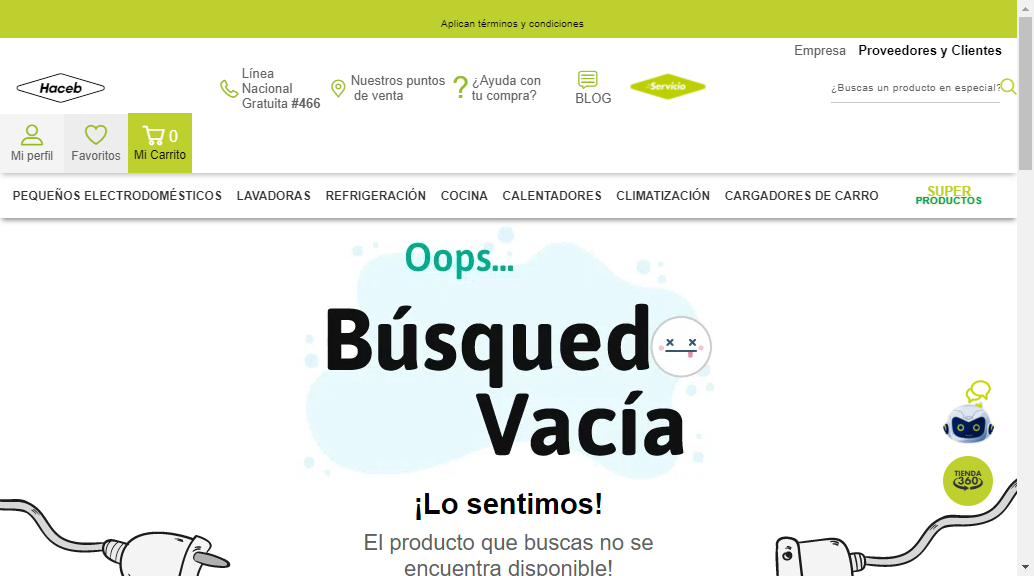 Aplican términos y condiciones
Empresa Proveedores y Clientes
Haceb
Línea
Nacional
Gratuita #466
Nuestros puntos
de venta
¿Ayuda con
tu compra?
BLOG
Servicio
¿Buscas un producto en especial?
Mi perfil
Favoritos
0
Mi Carrito
PEQUEÑOS ELECTRODOMÉSTICOS LAVADORAS REFRIGERACIÓN COCINA CALENTADORES CLIMATIZACIÓN CARGADORES DE CARRO
SUPER
PRODUCTOS
Oops...
Búsqued
Vacía
TIENDA
360
¡Lo sentimos!
El producto que buscas no se
encuentra disponible!